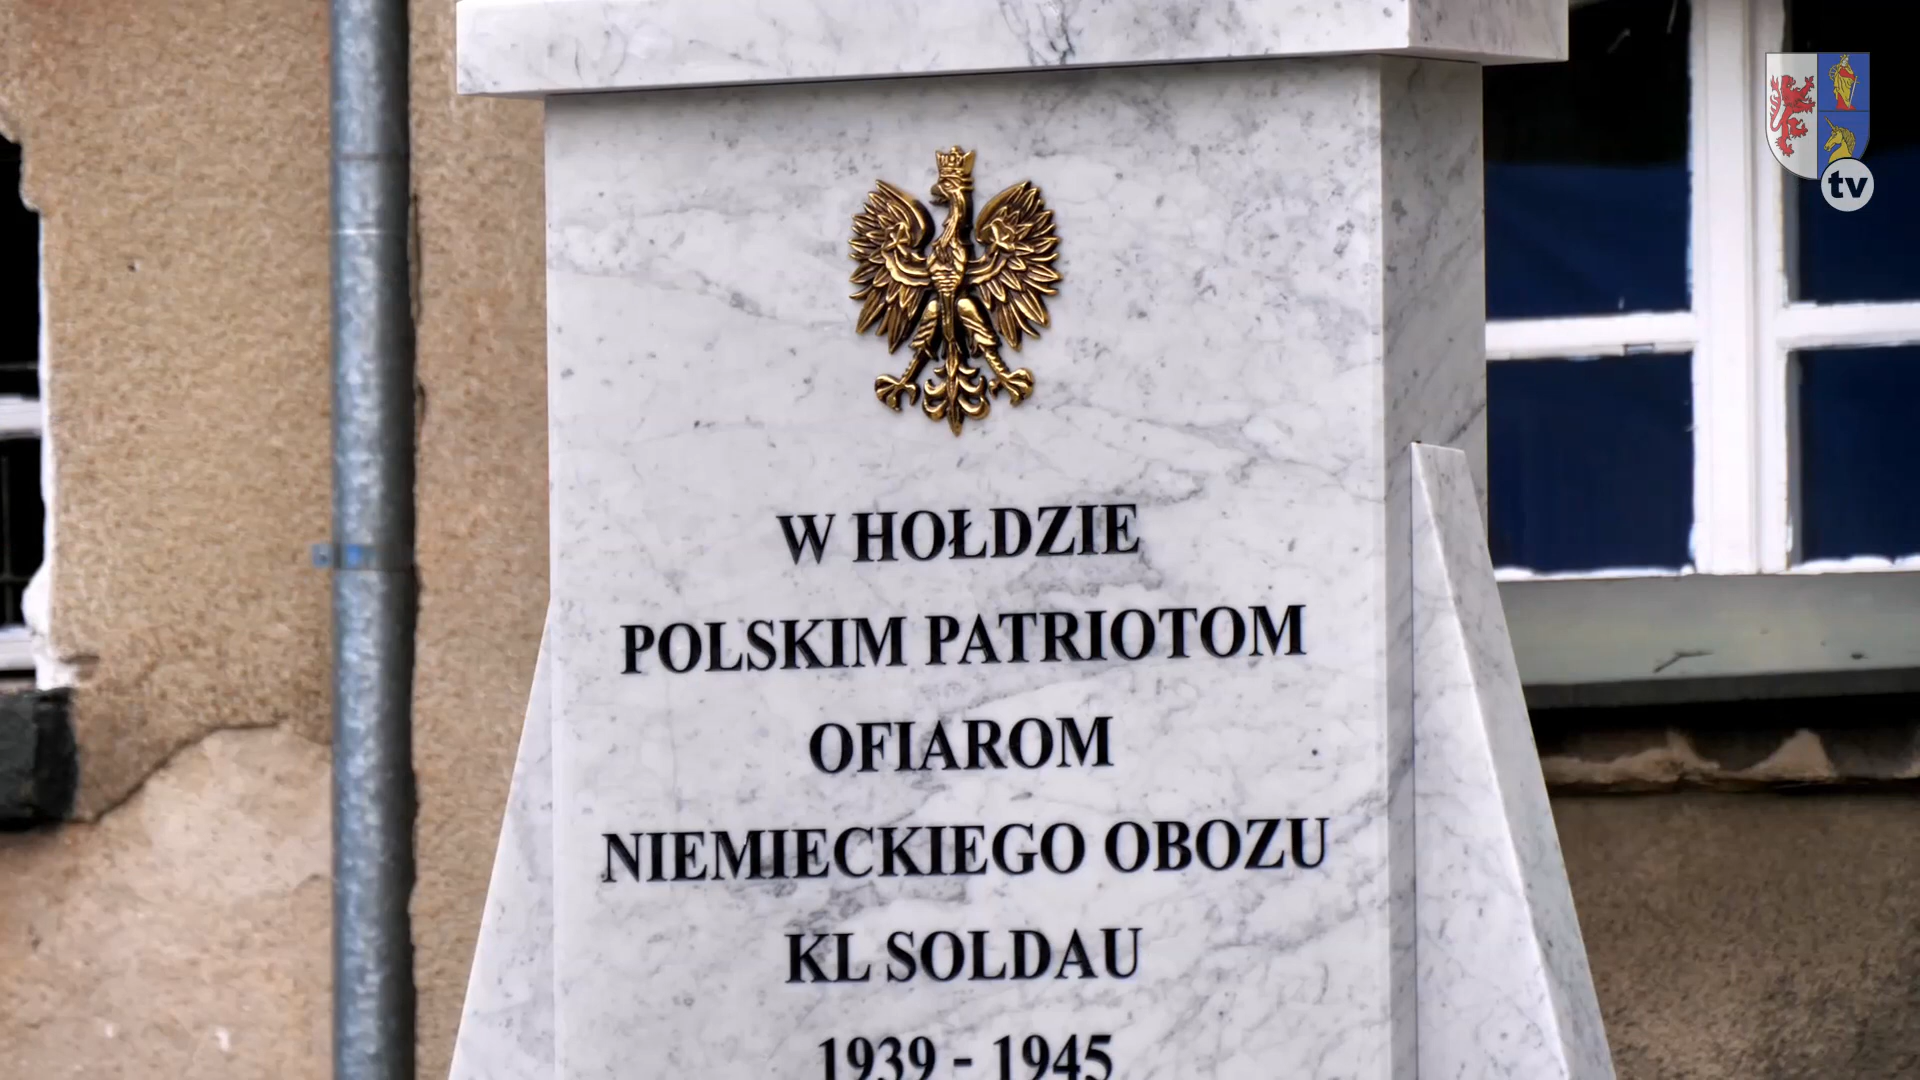 tv
W HOŁDZIE
POLSKIM PATRIOTOM
OFIAROM
NIEMIECKIEGO OBOZU
KL SOLDAU
1939 - 1945